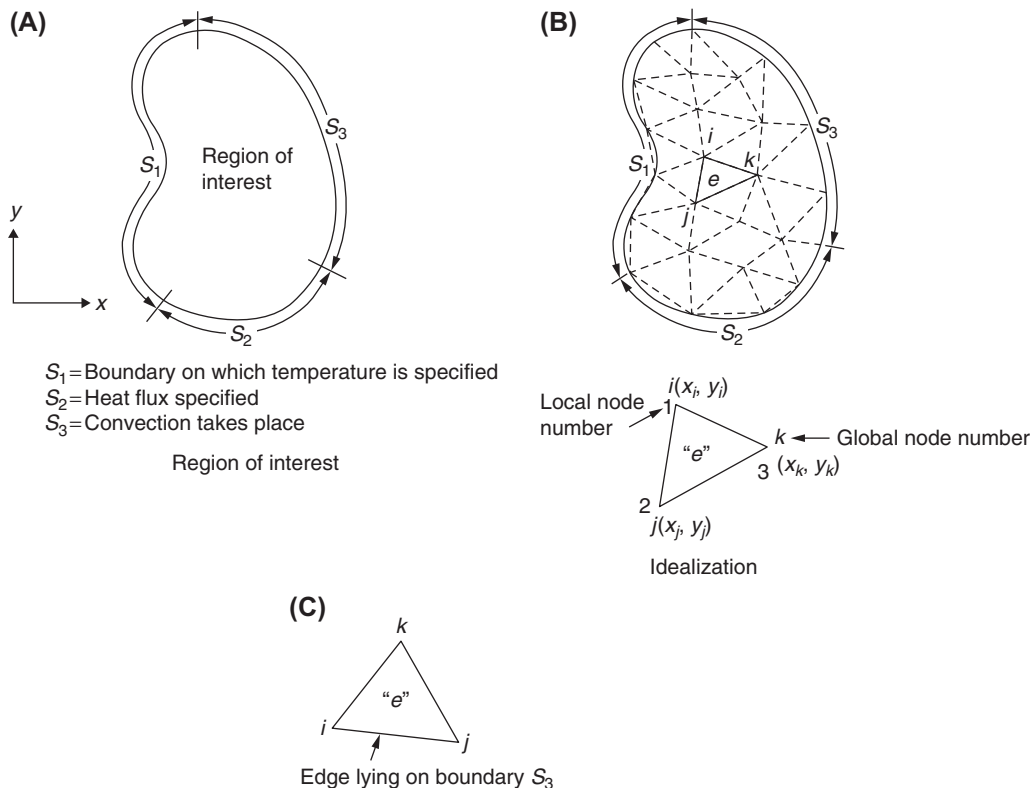 (A)
S₃
S₁
Region of
interest
y
x
S₂
S₁=Boundary on which temperature is specified
S₂=Heat flux specified
S₃=Convection takes place
Region of interest
(B)
S₃
i
k
S₁
e
j
S₂
i(xᵢ, yᵢ)
Local node
number
1
k
Global node number
"e"
3
(xₖ, yₖ)
2
j(xⱼ, yⱼ)
Idealization
(C)
k
"e"
i
j
Edge lying on boundary S₃